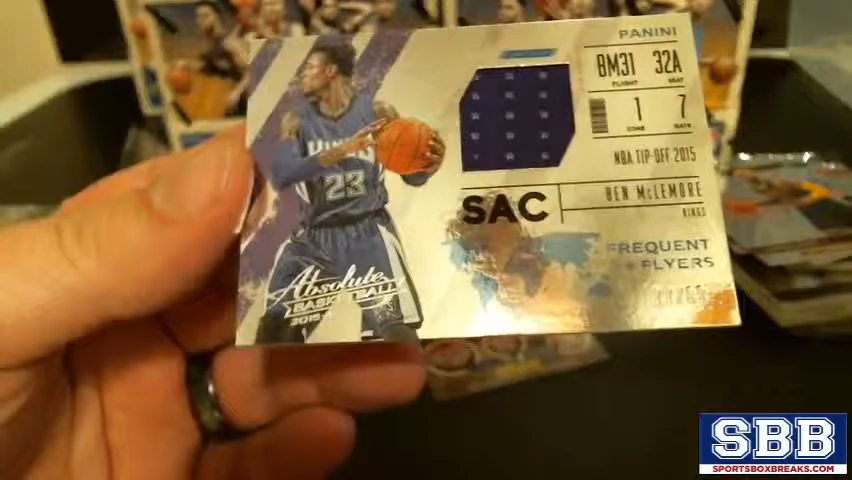 PANINI
BM31 32A
FLIGHT SEAT
1 7
ZONE GATE
NBA TIP-OFF 2015
BEN McLEMORE
KINGS
SAC
FREQUENT
FLYERS
KINGS
23
Absolute
BASKETBALL
SBB
SPORTSBOXBREAKS.COM